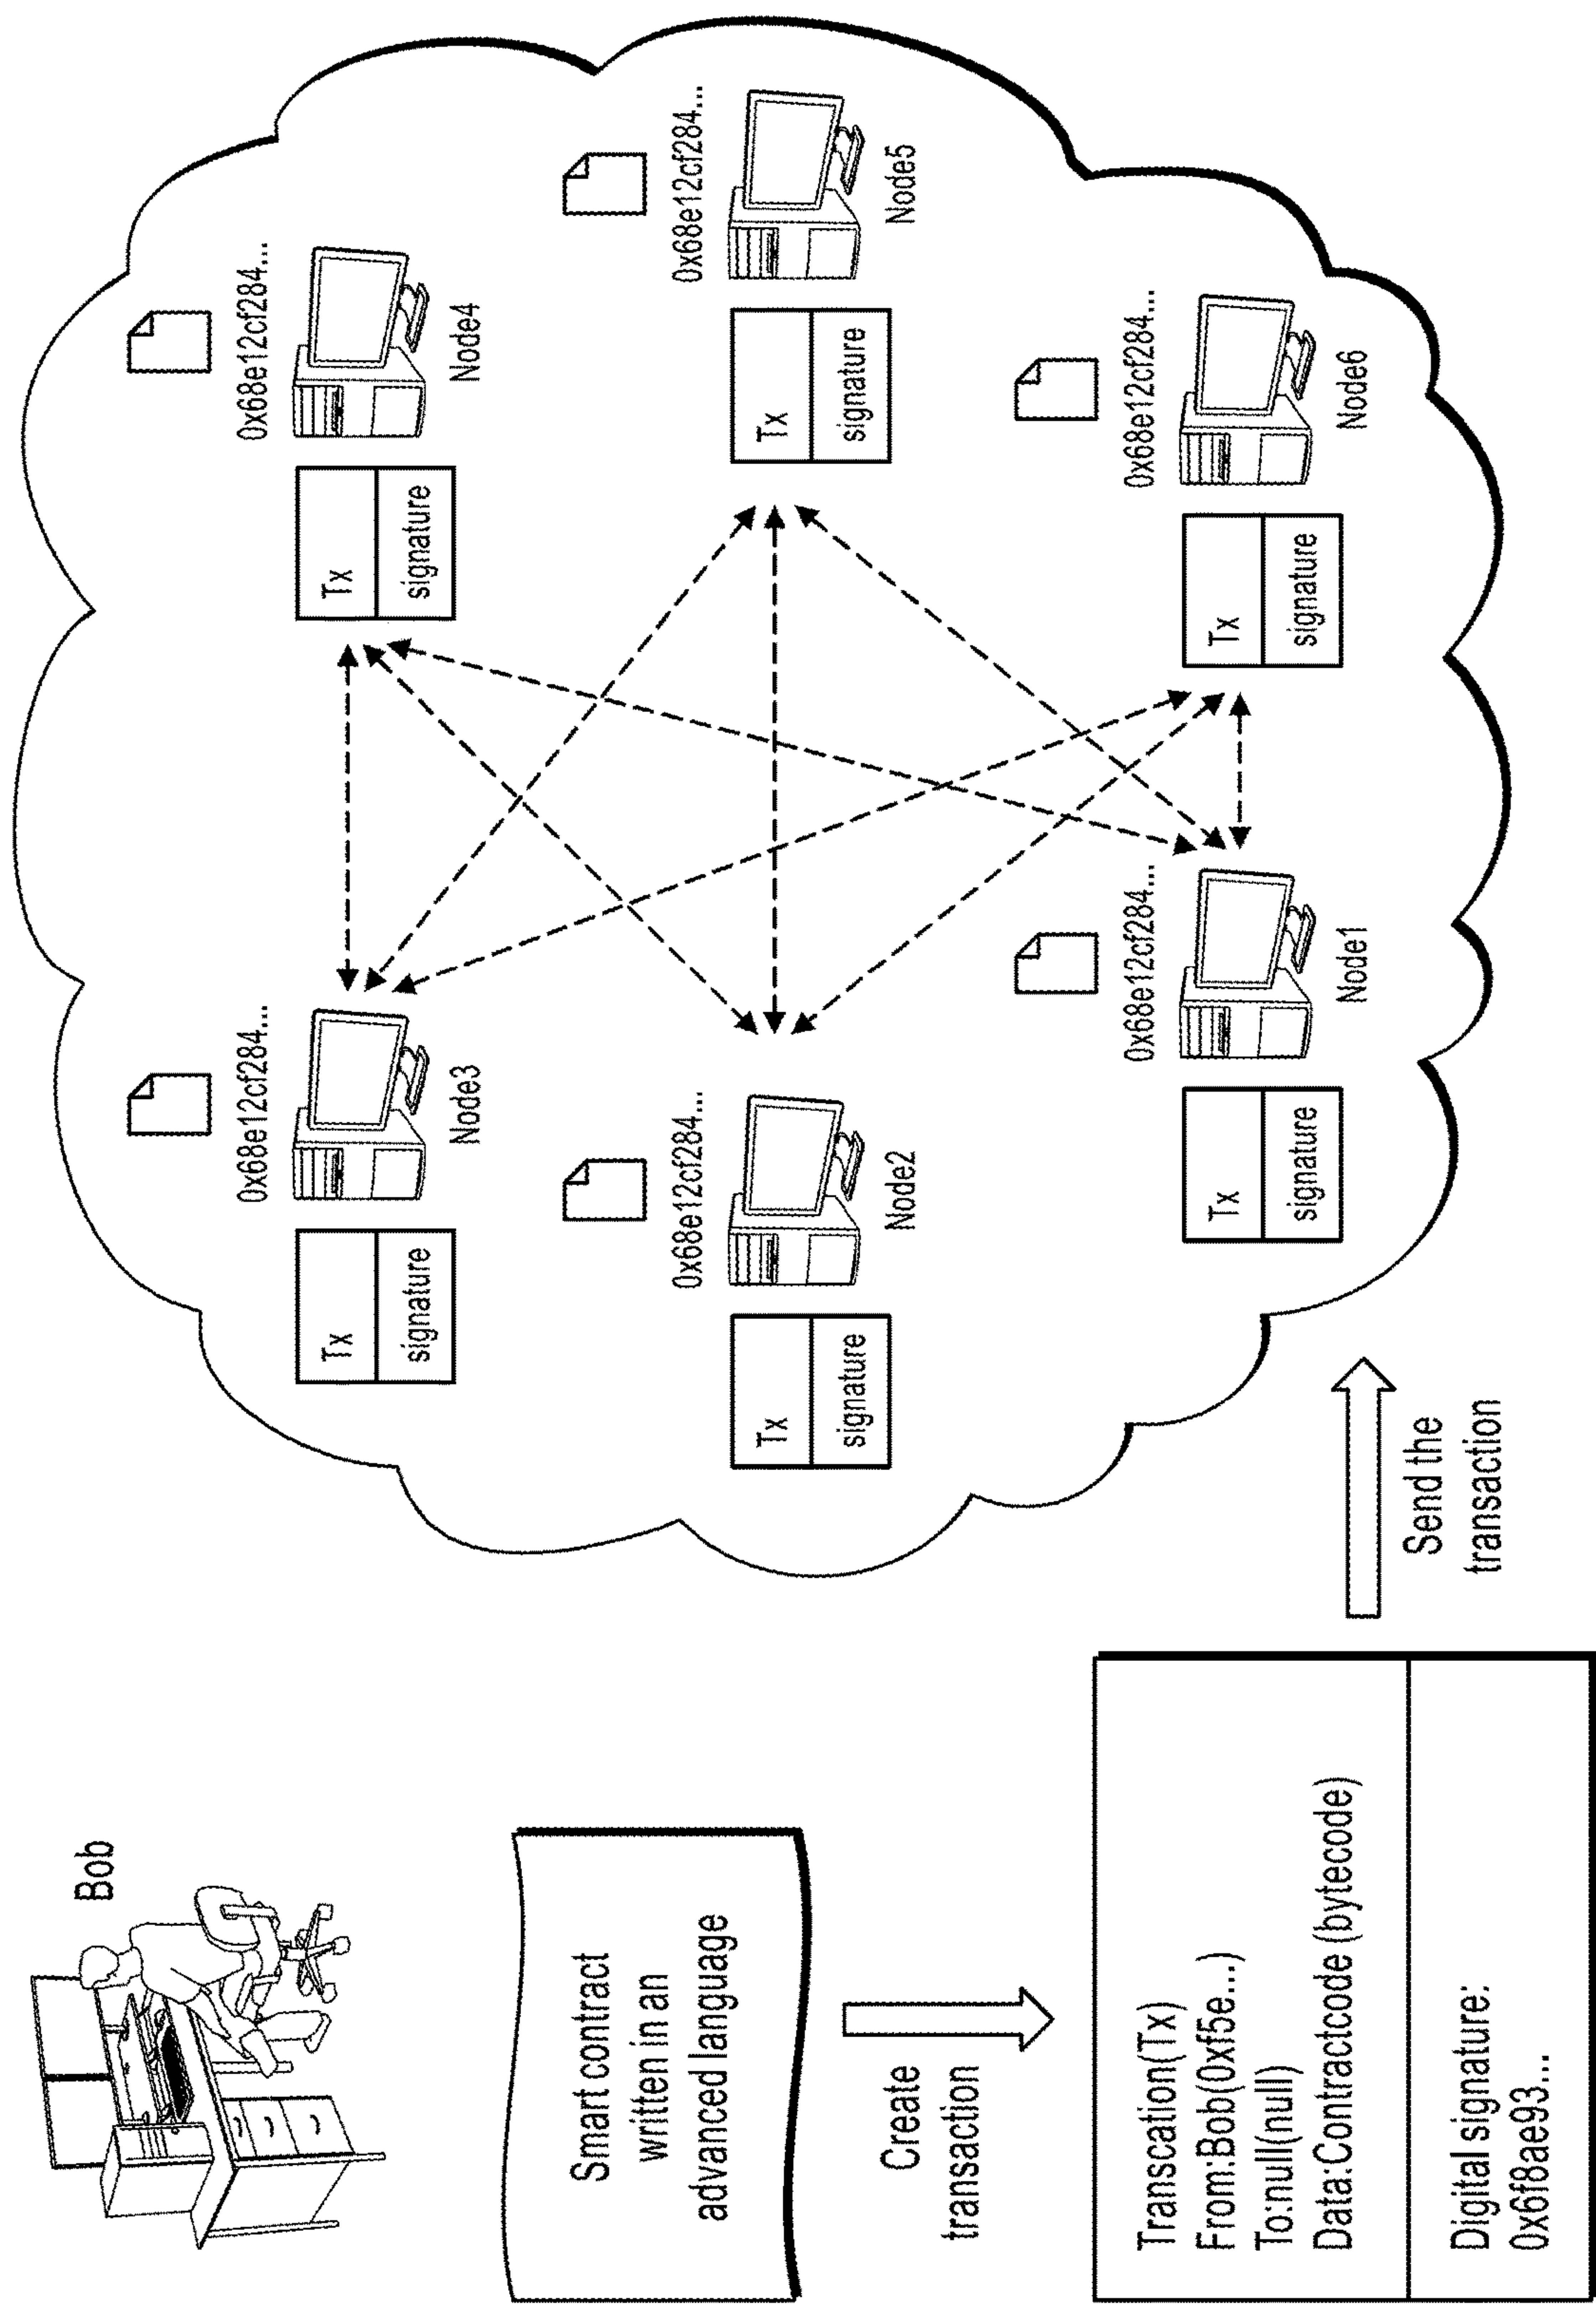 Bob
Smart contract
written in an
advanced language
Create
transaction
Transcation(Tx)
From:Bob(0xf5e...)
To:null(null)
Data:Contractcode (bytecode)
Digital signature:
0x6f8ae93...
Send the
transaction
0x68e12cf284...
Tx
signature
Node3
0x68e12cf284...
Tx
signature
Node4
0x68e12cf284...
Tx
signature
Node2
0x68e12cf284...
Tx
signature
Node5
0x68e12cf284...
Tx
signature
Node1
0x68e12cf284...
Tx
signature
Node6